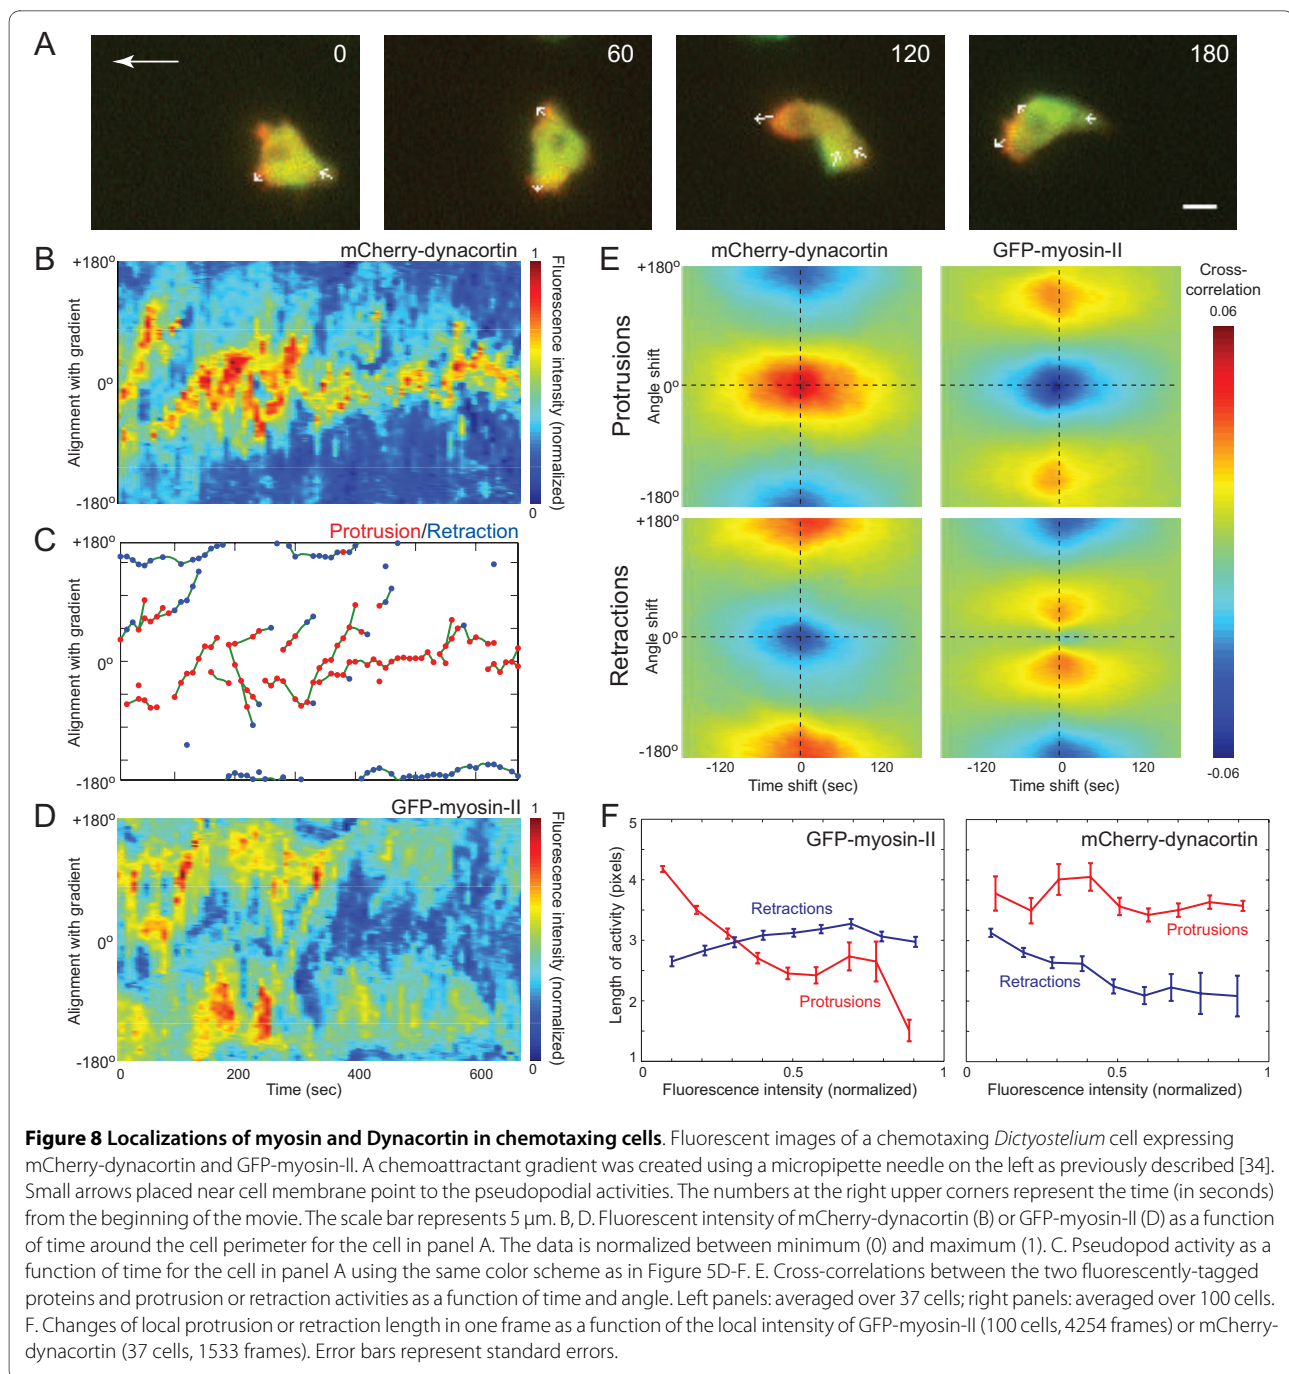 A
0
60
120
180
B
mCherry-dynacortin
+180°
0°
-180°
Alignment with gradient
1
0
Fluorescence intensity (normalized)
C
Protrusion/Retraction
+180°
0°
-180°
Alignment with gradient
D
GFP-myosin-II
+180°
0°
-180°
Alignment with gradient
1
0
Fluorescence intensity (normalized)
0
200
400
600
Time (sec)
E
mCherry-dynacortin
GFP-myosin-II
Protrusions
Angle shift
+180°
0°
-180°
Retractions
Angle shift
+180°
0°
-180°
-120
0
120
Time shift (sec)
-120
0
120
Time shift (sec)
Cross-
correlation
0.06
-0.06
F
GFP-myosin-II
Retractions
Protrusions
Length of activity (pixels)
5
4
3
2
1
0
0.5
1
Fluorescence intensity (normalized)
mCherry-dynacortin
Protrusions
Retractions
0
0.5
1
Fluorescence intensity (normalized)
Figure 8 Localizations of myosin and Dynacortin in chemotaxing cells. Fluorescent images of a chemotaxing Dictyostelium cell expressing
mCherry-dynacortin and GFP-myosin-II. A chemoattractant gradient was created using a micropipette needle on the left as previously described [34].
Small arrows placed near cell membrane point to the pseudopodial activities. The numbers at the right upper corners represent the time (in seconds)
from the beginning of the movie. The scale bar represents 5 µm. B, D. Fluorescent intensity of mCherry-dynacortin (B) or GFP-myosin-II (D) as a function
of time around the cell perimeter for the cell in panel A. The data is normalized between minimum (0) and maximum (1). C. Pseudopod activity as a
function of time for the cell in panel A using the same color scheme as in Figure 5D-F. E. Cross-correlations between the two fluorescently-tagged
proteins and protrusion or retraction activities as a function of time and angle. Left panels: averaged over 37 cells; right panels: averaged over 100 cells.
F. Changes of local protrusion or retraction length in one frame as a function of the local intensity of GFP-myosin-II (100 cells, 4254 frames) or mCherry-
dynacortin (37 cells, 1533 frames). Error bars represent standard errors.